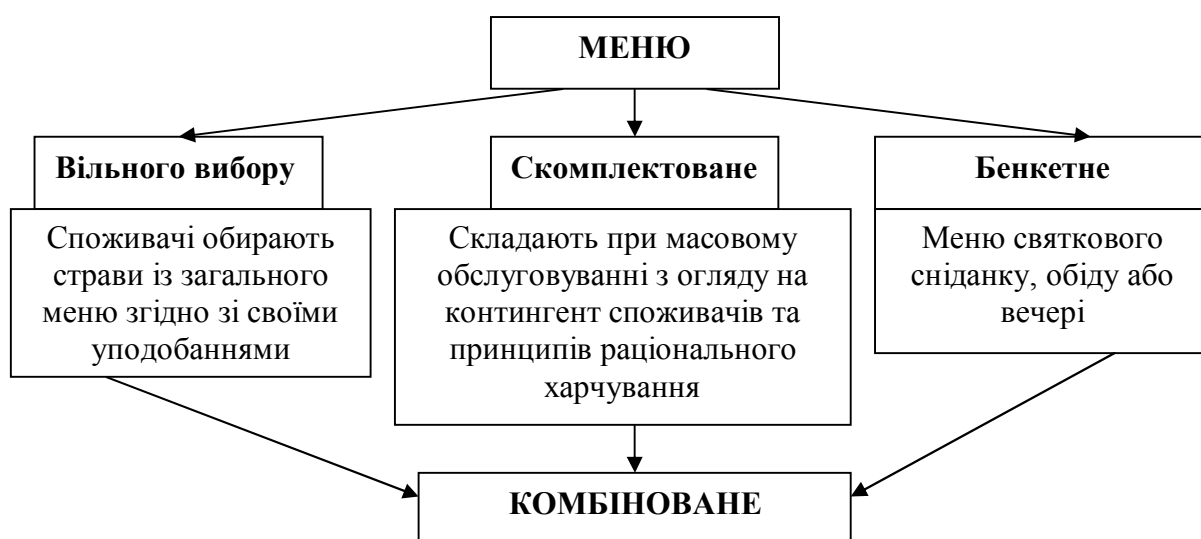 МЕНЮ
Вільного вибору
Споживачі обирають
страви із загального
меню згідно зі своїми
уподобаннями
Скомплектоване
Складають при масовому
обслуговуванні з огляду на
контингент споживачів та
принципів раціонального
харчування
Бенкетне
Меню святкового
сніданку, обіду або
вечері
КОМБІНОВАНЕ